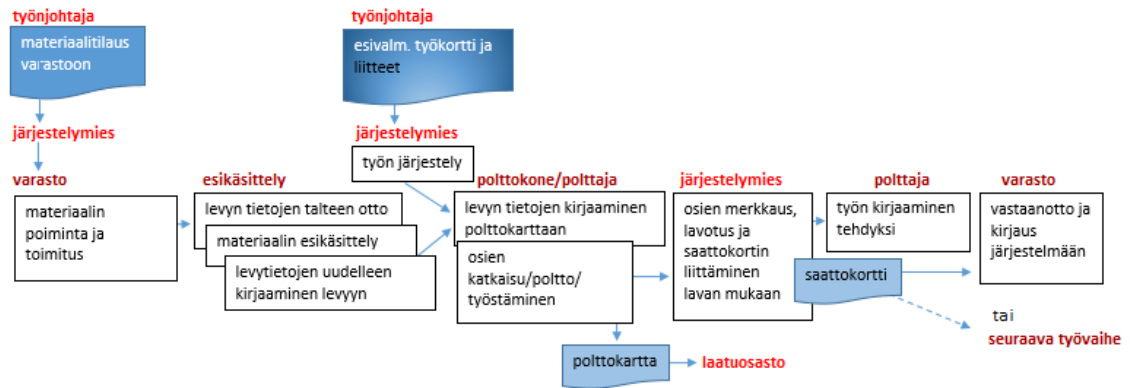 työnjohtaja
materiaalitilaus
varastoon
järjestelymies
työnjohtaja
esivalm. työkortti ja
liitteet
järjestelymies
työn järjestely
varasto
materiaalin
poiminta ja
toimitus
esikäsittely
levyn tietojen talteen otto
materiaalin esikäsittely
levytietojen uudelleen
kirjaaminen levyyn
polttokone/polttaja
levyn tietojen kirjaaminen
polttokarttaan
osien
katkaisu/poltto/
työstäminen
polttokartta
laatuosasto
järjestelymies
osien merkkaus,
lavotus ja
saattokortin
liittäminen
lavan mukaan
polttaja
työn kirjaaminen
tehdyksi
saattokortti
varasto
vastaanotto ja
kirjaus
järjestelmään
tai
seuraava työvaihe